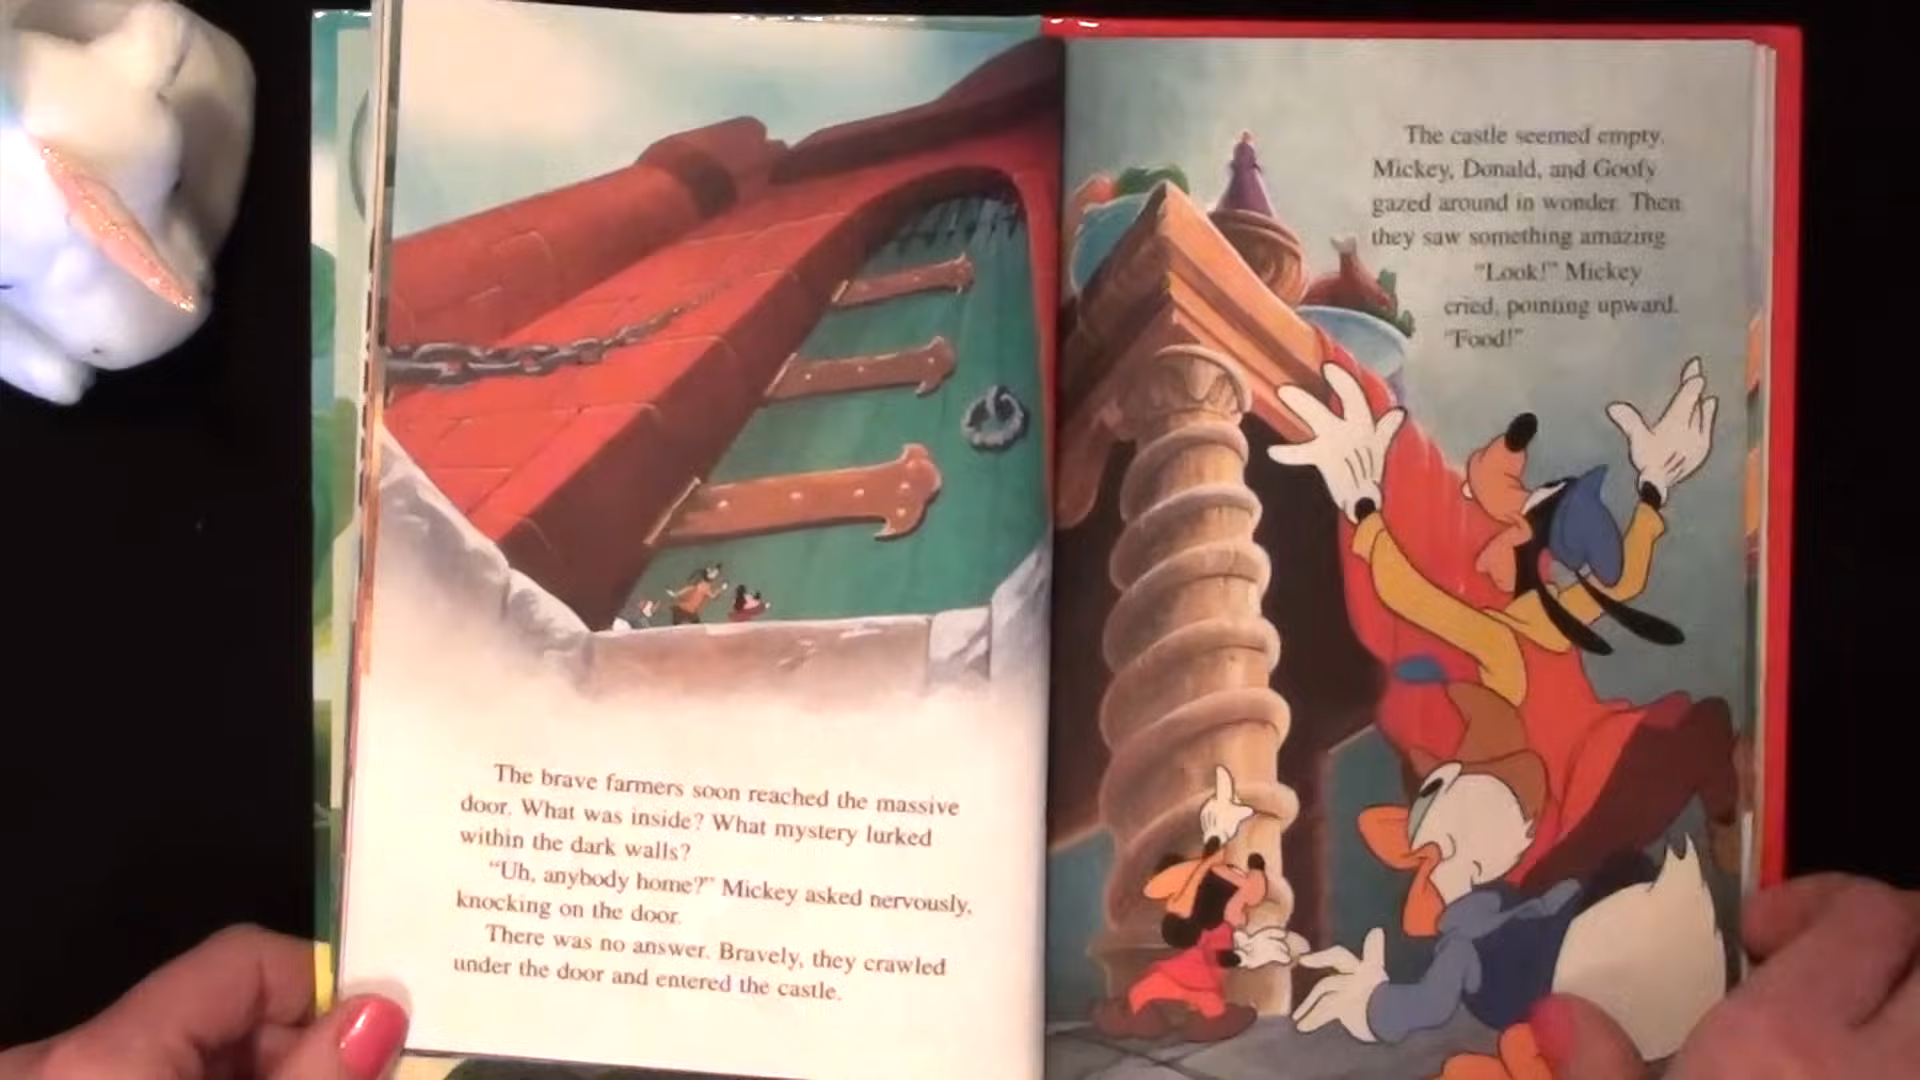 The brave farmers soon reached the massive
door. What was inside? What mystery lurked
within the dark walls?
“Uh, anybody home?” Mickey asked nervously,
knocking on the door.
There was no answer. Bravely, they crawled
under the door and entered the castle.
The castle seemed empty.
Mickey, Donald, and Goofy
gazed around in wonder. Then
they saw something amazing.
“Look!” Mickey
cried, pointing upward.
“Food!”